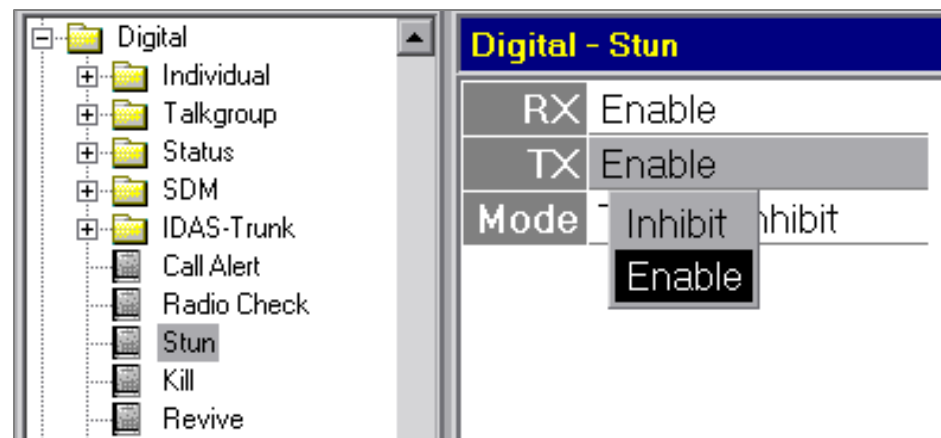 Digital
Individual
Talkgroup
Status
SDM
IDAS-Trunk
Call Alert
Radio Check
Stun
Kill
Revive
Digital - Stun
RX Enable
TX Enable
Mode
Inhibit
Enable